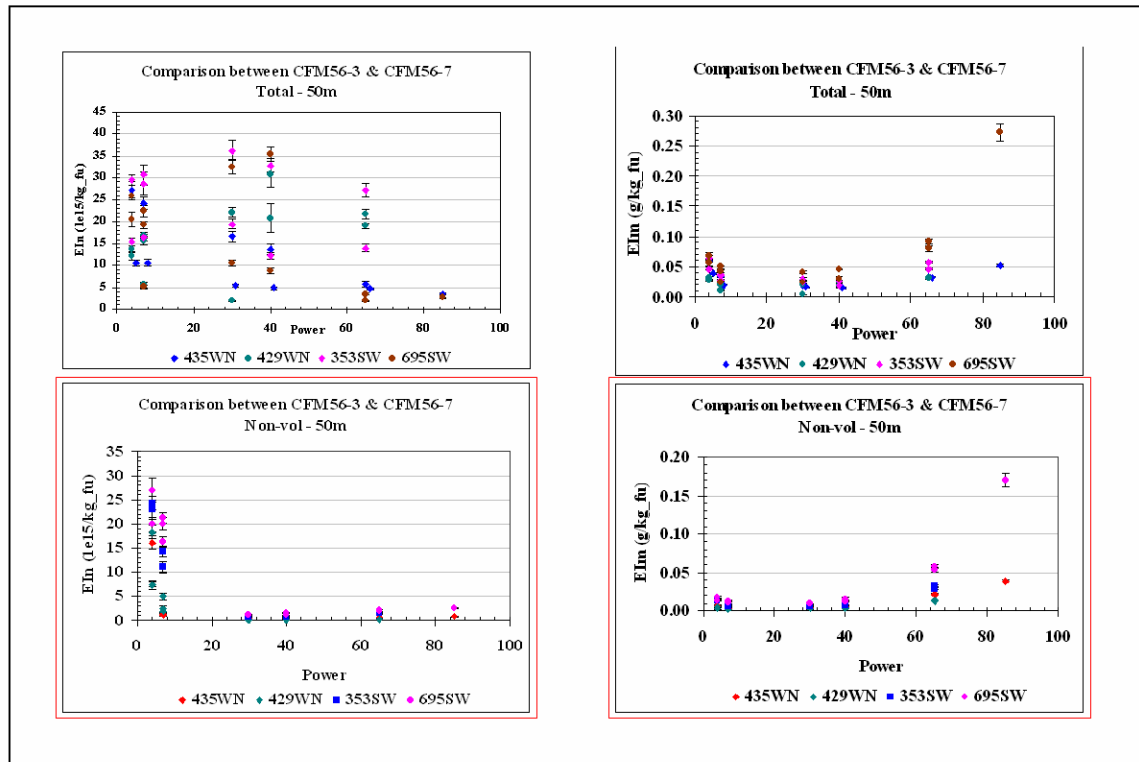 Comparison between CFM56-3 & CFM56-7
Total - 50m
45
40
35
30
25
20
15
10
5
0
EIn (1e15/kg_fu)
0 20 40 60 80 100
Power
435WN 429WN 353SW 695SW
Comparison between CFM56-3 & CFM56-7
Total - 50m
0.30
0.25
0.20
0.15
0.10
0.05
0.00
EIm (g/kg_fu)
0 20 40 60 80 100
Power
435WN 429WN 353SW 695SW
Comparison between CFM56-3 & CFM56-7
Non-vol - 50m
35
30
25
20
15
10
5
0
EIn (1e15/kg_fu)
0 20 40 60 80 100
Power
435WN 429WN 353SW 695SW
Comparison between CFM56-3 & CFM56-7
Non-vol - 50m
0.20
0.15
0.10
0.05
0.00
EIm (g/kg_fu)
0 20 40 60 80 100
Power
435WN 429WN 353SW 695SW